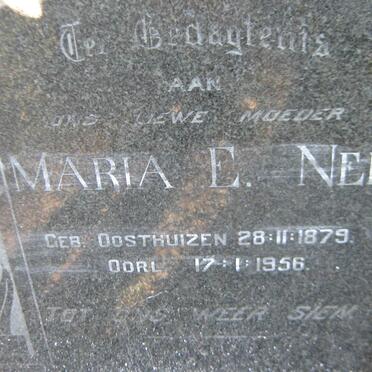 Ter Gedagtenis
AAN
ONS LIEWE MOEDER
MARIA E. NEL
GEB. OOSTHUIZEN 28·11·1879.
OORL. 17·1·1956.
TOT ONS WEER SIEN